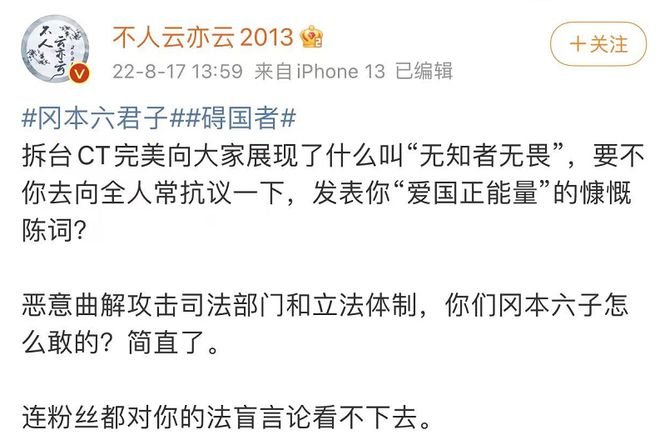 不人云亦云2013
+关注
22-8-17 13:59 来自iPhone 13 已编辑
#冈本六君子##碍国者#
拆台CT完美向大家展现了什么叫“无知者无畏”，要不
你去向全人常抗议一下，发表你“爱国正能量”的慷慨
陈词？
恶意曲解攻击司法部门和立法体制，你们冈本六子怎
么敢的？简直了。
连粉丝都对你的法盲言论看不下去。